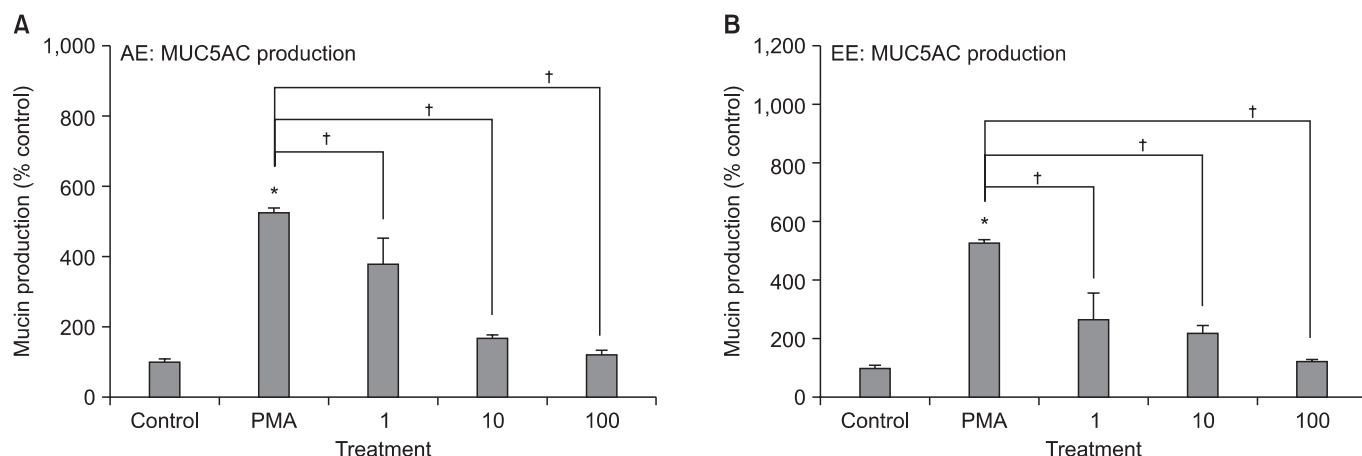 A
AE: MUC5AC production
Mucin production (% control)
1,000
800
600
400
200
0
†
†
†
*
Control PMA 1 10 100
Treatment
B
EE: MUC5AC production
Mucin production (% control)
1,200
1,000
800
600
400
200
0
†
†
†
*
Control PMA 1 10 100
Treatment